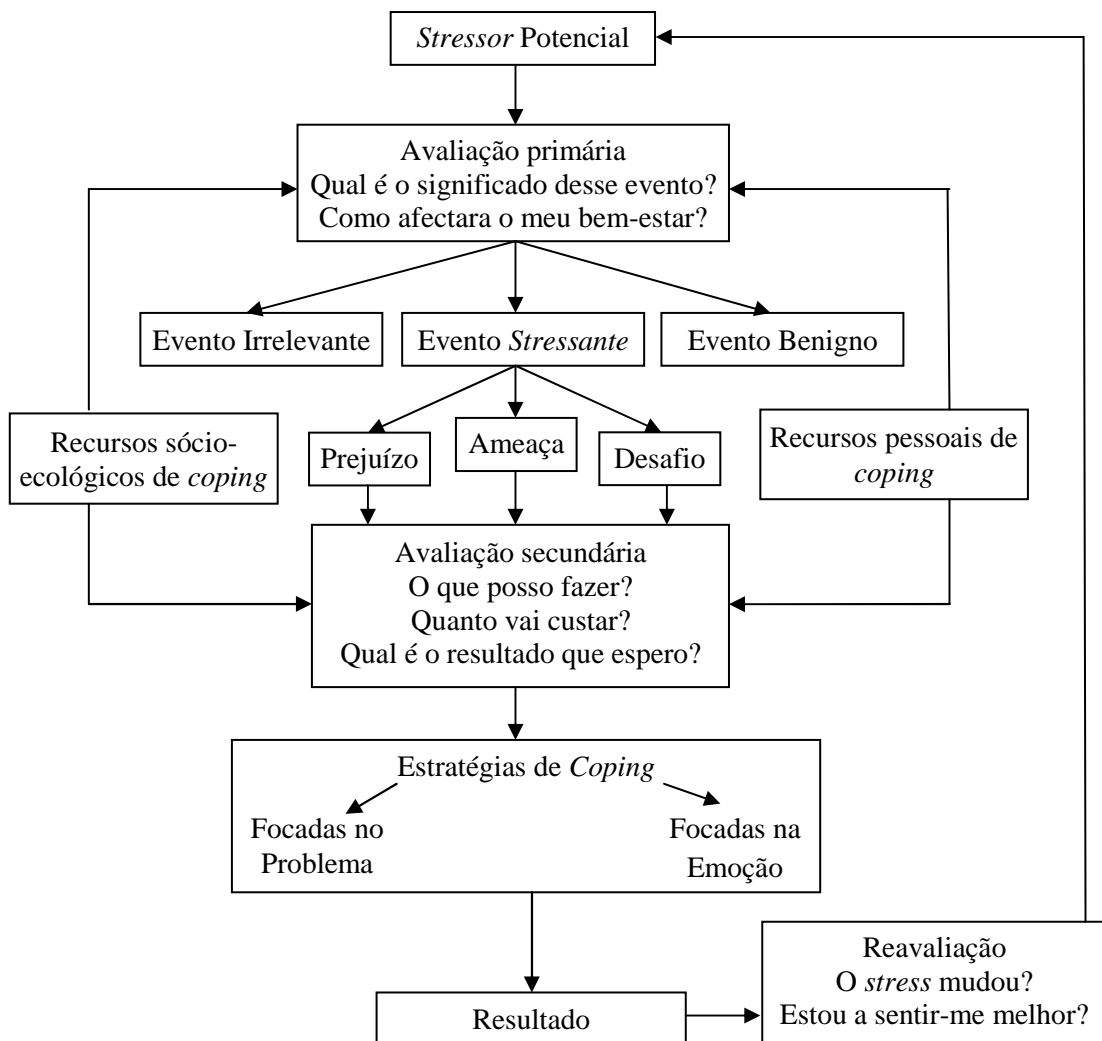 Stressor Potencial
Avaliação primária
Qual é o significado desse evento?
Como afectara o meu bem-estar?
Evento Irrelevante
Evento Stressante
Evento Benigno
Recursos sócio-
ecológicos de coping
Prejuízo
Ameaça
Desafio
Recursos pessoais de
coping
Avaliação secundária
O que posso fazer?
Quanto vai custar?
Qual é o resultado que espero?
Estratégias de Coping
Focadas no
Problema
Focadas na
Emoção
Resultado
Reavaliação
O stress mudou?
Estou a sentir-me melhor?